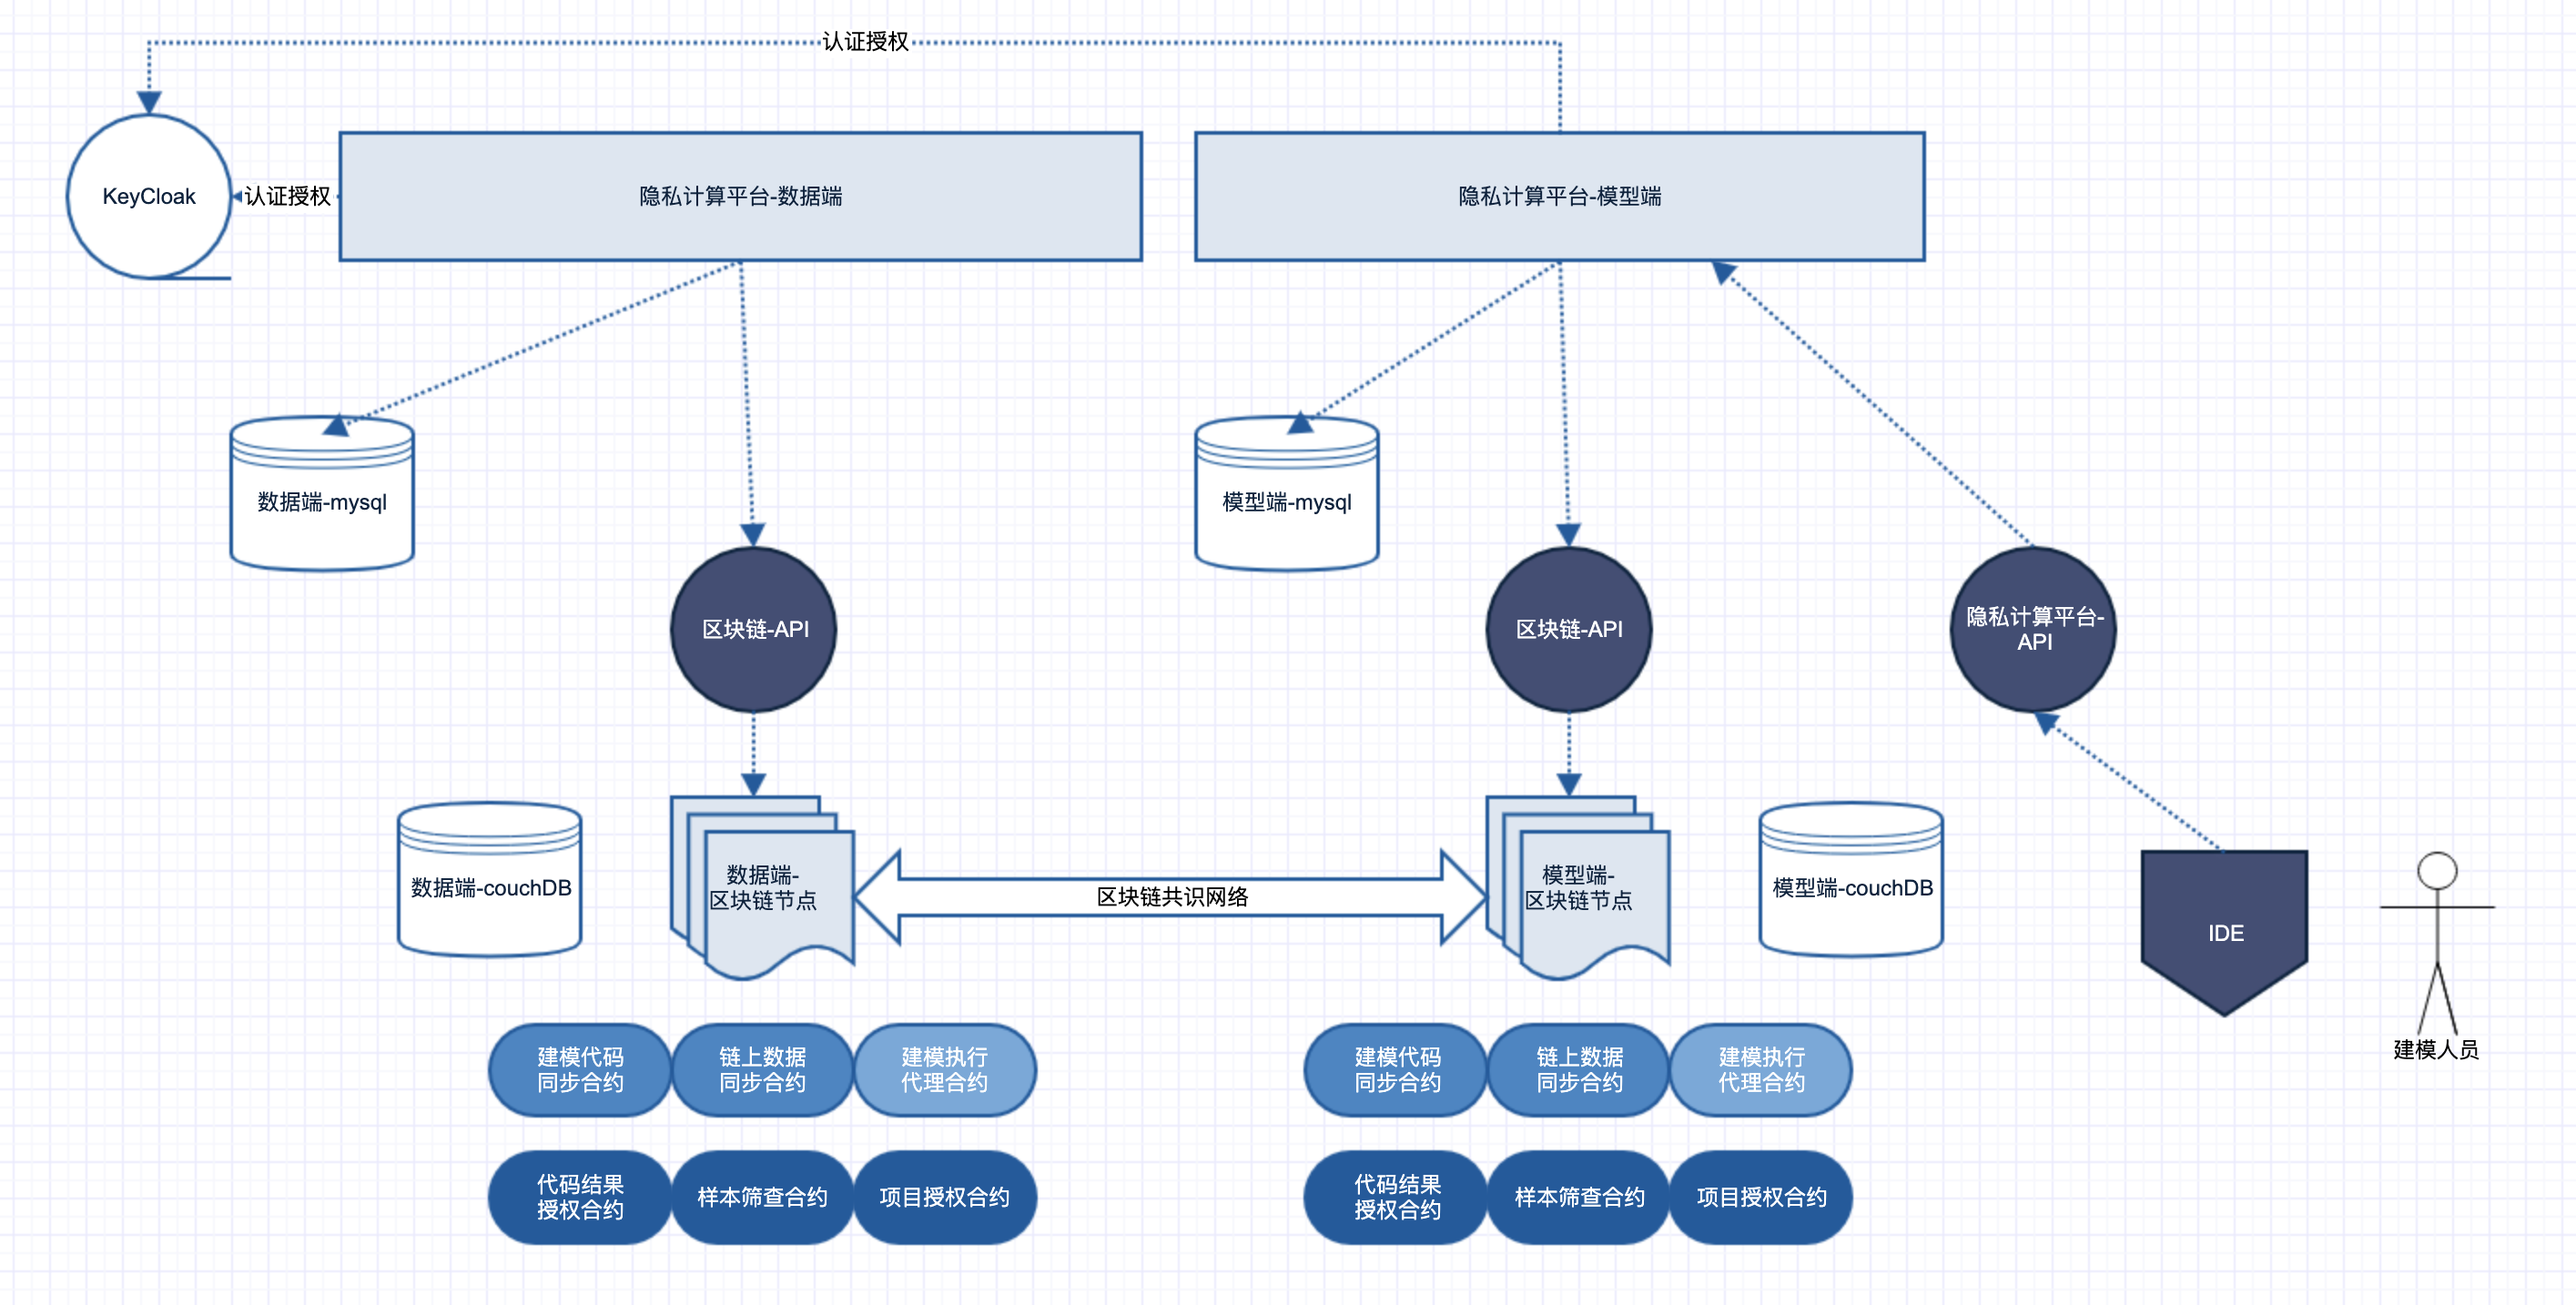 认证授权
KeyCloak
认证授权
隐私计算平台-数据端
隐私计算平台-模型端
数据端-mysql
模型端-mysql
区块链-API
区块链-API
隐私计算平台-
API
数据端-couchDB
数据端-
区块链节点
区块链共识网络
模型端-
区块链节点
模型端-couchDB
IDE
建模人员
建模代码
同步合约
链上数据
同步合约
建模执行
代理合约
建模代码
同步合约
链上数据
同步合约
建模执行
代理合约
代码结果
授权合约
样本筛查合约
项目授权合约
代码结果
授权合约
样本筛查合约
项目授权合约